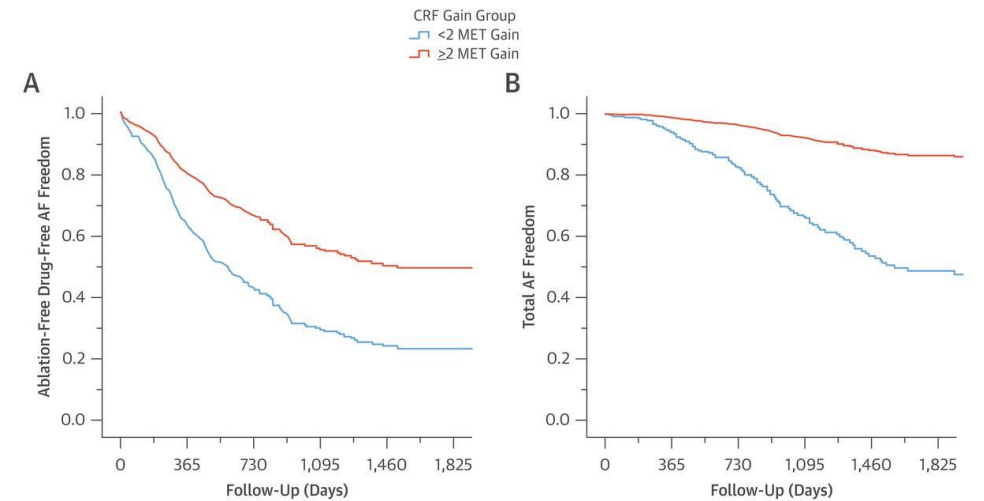 CRF Gain Group
<2 MET Gain
≥2 MET Gain
A
Ablation-Free Drug-Free AF Freedom
1.0
0.8
0.6
0.4
0.2
0.0
0 365 730 1,095 1,460 1,825
Follow-Up (Days)
B
Total AF Freedom
1.0
0.8
0.6
0.4
0.2
0.0
0 365 730 1,095 1,460 1,825
Follow-Up (Days)